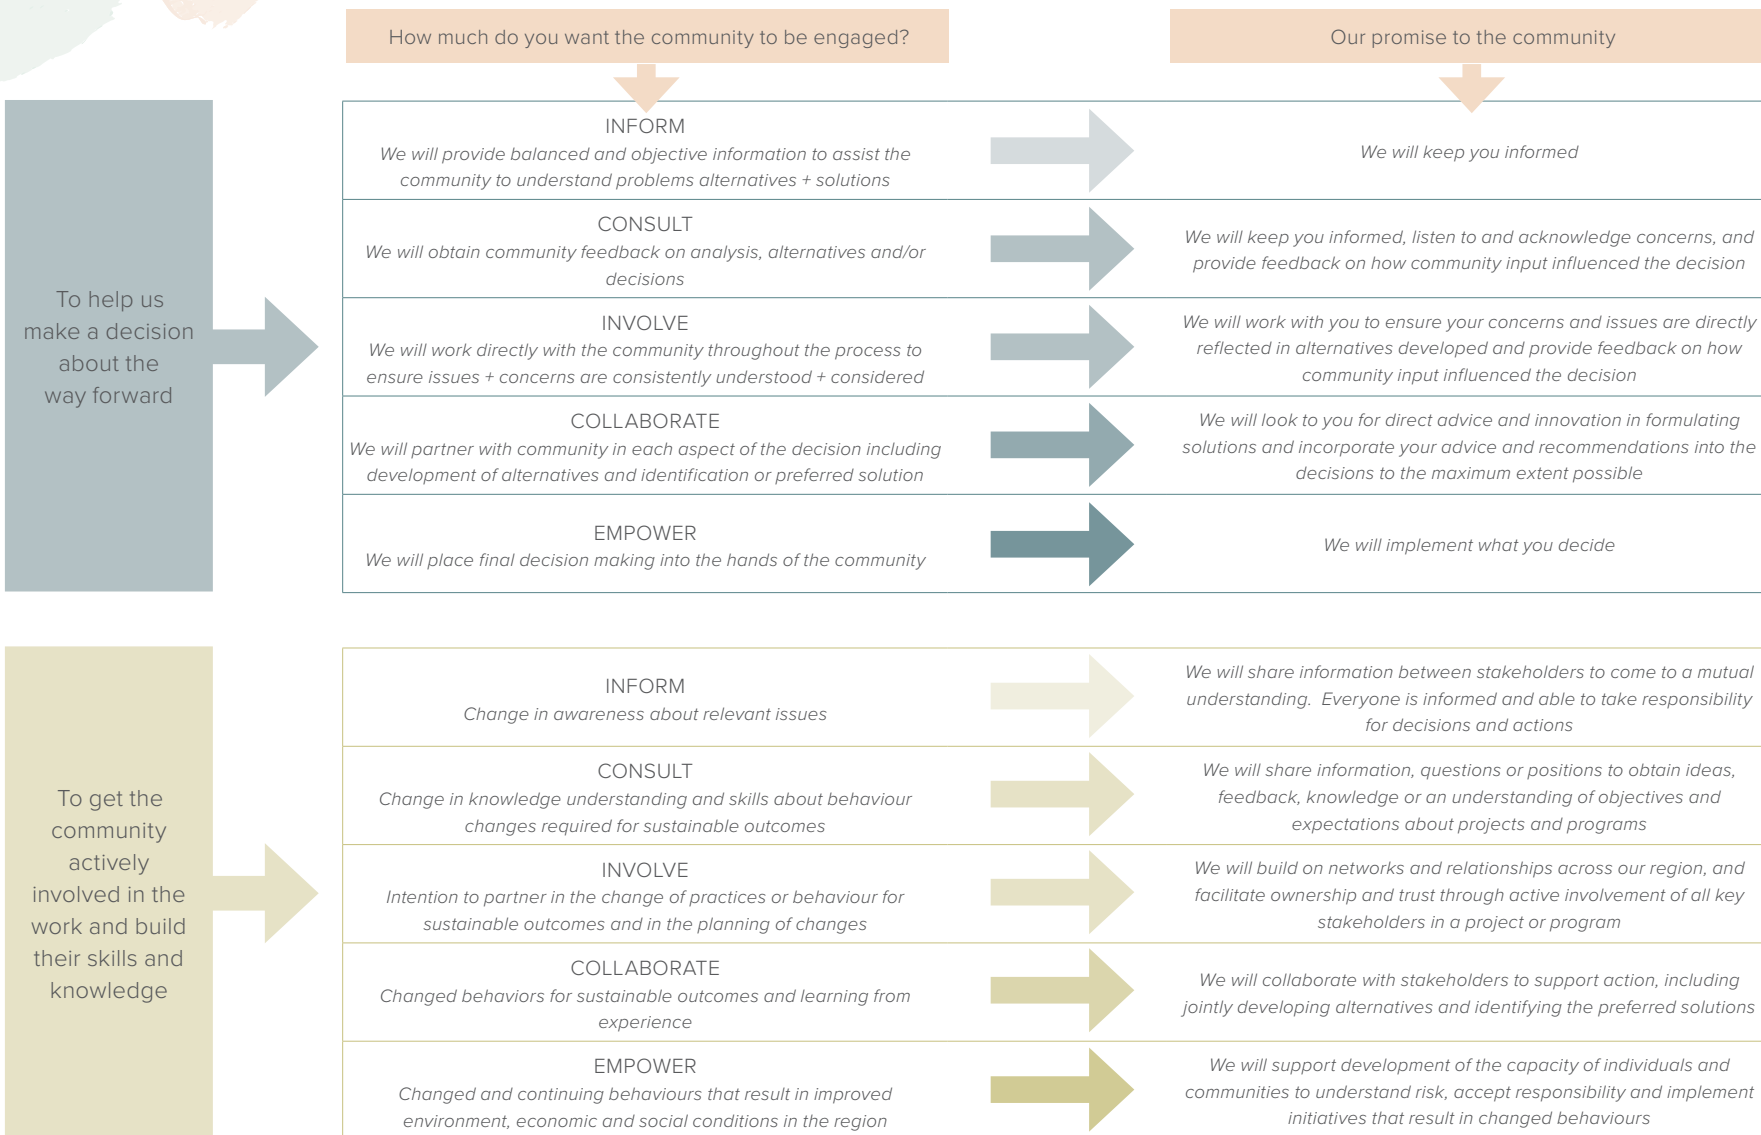 How much do you want the community to be engaged?
Our promise to the community
To help us
make a decision
about the
way forward
INFORM
We will provide balanced and objective information to assist the
community to understand problems alternatives + solutions
We will keep you informed
CONSULT
We will obtain community feedback on analysis, alternatives and/or
decisions
We will keep you informed, listen to and acknowledge concerns, and
provide feedback on how community input influenced the decision
INVOLVE
We will work directly with the community throughout the process to
ensure issues + concerns are consistently understood + considered
We will work with you to ensure your concerns and issues are directly
reflected in alternatives developed and provide feedback on how
community input influenced the decision
COLLABORATE
We will partner with community in each aspect of the decision including
development of alternatives and identification or preferred solution
We will look to you for direct advice and innovation in formulating
solutions and incorporate your advice and recommendations into the
decisions to the maximum extent possible
EMPOWER
We will place final decision making into the hands of the community
We will implement what you decide
To get the
community
actively
involved in the
work and build
their skills and
knowledge
INFORM
Change in awareness about relevant issues
We will share information between stakeholders to come to a mutual
understanding. Everyone is informed and able to take responsibility
for decisions and actions
CONSULT
Change in knowledge understanding and skills about behaviour
changes required for sustainable outcomes
We will share information, questions or positions to obtain ideas,
feedback, knowledge or an understanding of objectives and
expectations about projects and programs
INVOLVE
Intention to partner in the change of practices or behaviour for
sustainable outcomes and in the planning of changes
We will build on networks and relationships across our region, and
facilitate ownership and trust through active involvement of all key
stakeholders in a project or program
COLLABORATE
Changed behaviors for sustainable outcomes and learning from
experience
We will collaborate with stakeholders to support action, including
jointly developing alternatives and identifying the preferred solutions
EMPOWER
Changed and continuing behaviours that result in improved
environment, economic and social conditions in the region
We will support development of the capacity of individuals and
communities to understand risk, accept responsibility and implement
initiatives that result in changed behaviours